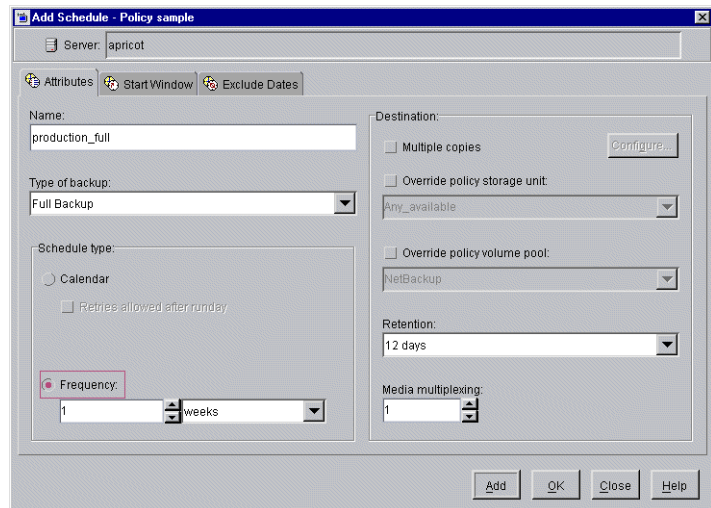 Add Schedule - Policy sample
Server: apricot
Attributes Start Window Exclude Dates
Name:
production_full
Type of backup:
Full Backup
Schedule type:
Calendar
Retries allowed after runday
Frequency:
1 weeks
Destination:
Multiple copies Configure...
Override policy storage unit:
Any_available
Override policy volume pool:
NetBackup
Retention:
12 days
Media multiplexing:
1
Add OK Close Help